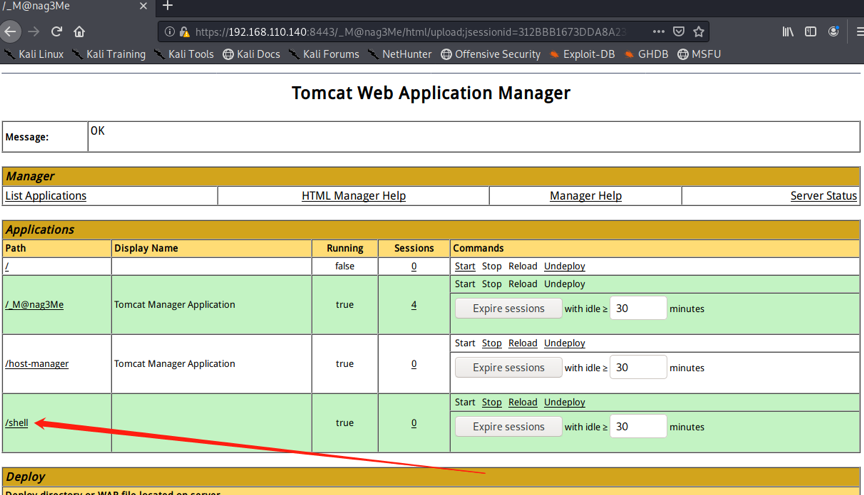 /_M@nag3Me
https://192.168.110.140:8443/_M@nag3Me/html/upload;jsessionid=312BBB1673DDA8A23
Kali Linux Kali Training Kali Tools Kali Docs Kali Forums NetHunter Offensive Security Exploit-DB GHDB MSFU
Tomcat Web Application Manager
Message: OK
Manager
List Applications HTML Manager Help Manager Help Server Status
Applications
Path Display Name Running Sessions Commands
/ false 0 Start Stop Reload Undeploy
Start Stop Reload Undeploy
/_M@nag3Me Tomcat Manager Application true 4
Expire sessions with idle ≥ 30 minutes
Start Stop Reload Undeploy
/host-manager Tomcat Manager Application true 0
Expire sessions with idle ≥ 30 minutes
Start Stop Reload Undeploy
/shell true 0
Expire sessions with idle ≥ 30 minutes
Deploy
Deploy directory or WAR file located on server